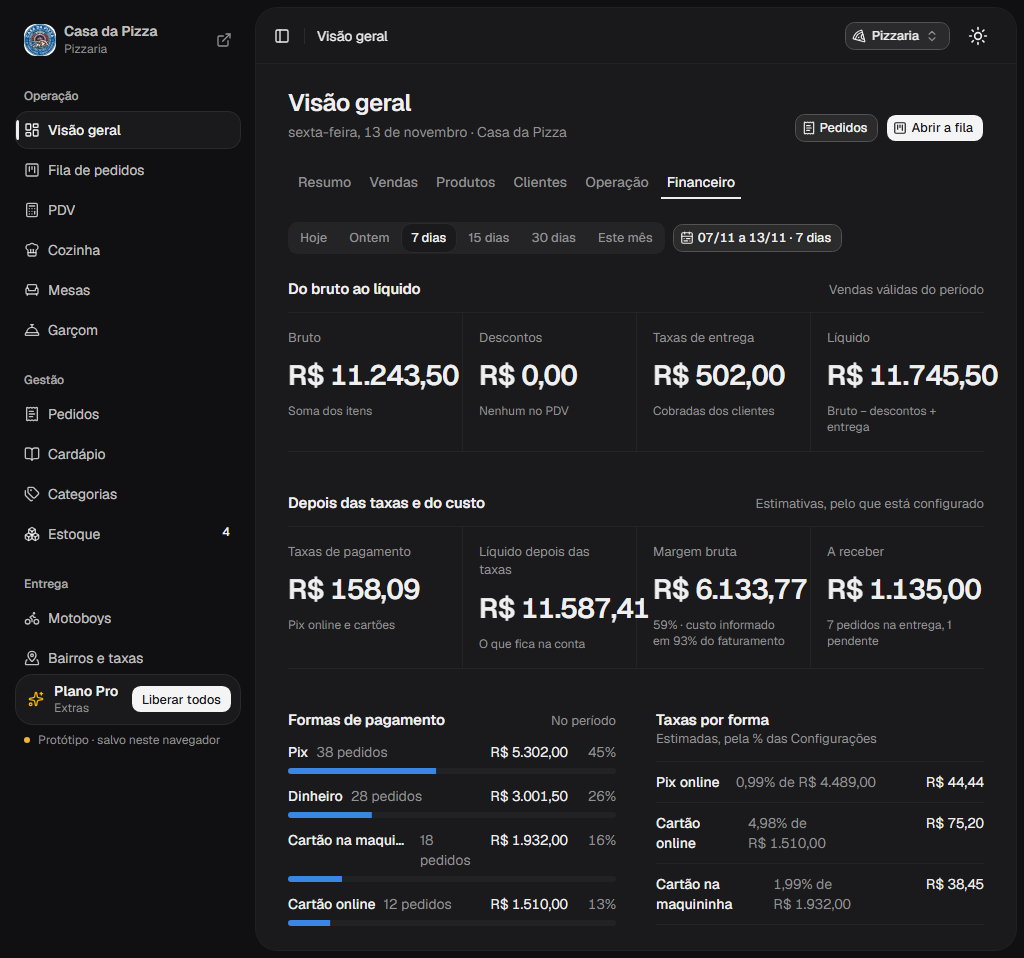 Casa da Pizza
Pizzaria
Operação
Visão geral
Fila de pedidos
PDV
Cozinha
Mesas
Garçom
Gestão
Pedidos
Cardápio
Categorias
Estoque 4
Entrega
Motoboys
Bairros e taxas
Plano Pro
Extras
Liberar todos
Protótipo · salvo neste navegador
Visão geral
Pizzaria
Visão geral
sexta-feira, 13 de novembro · Casa da Pizza
Pedidos
Abrir a fila
Resumo Vendas Produtos Clientes Operação Financeiro
Hoje Ontem 7 dias 15 dias 30 dias Este mês 07/11 a 13/11 · 7 dias
Do bruto ao líquido
Vendas válidas do período
Bruto
R$ 11.243,50
Soma dos itens
Descontos
R$ 0,00
Nenhum no PDV
Taxas de entrega
R$ 502,00
Cobradas dos clientes
Líquido
R$ 11.745,50
Bruto − descontos +
entrega
Depois das taxas e do custo
Estimativas, pelo que está configurado
Taxas de pagamento
R$ 158,09
Pix online e cartões
Líquido depois das
taxas
R$ 11.587,41
O que fica na conta
Margem bruta
R$ 6.133,77
59% · custo informado
em 93% do faturamento
A receber
R$ 1.135,00
7 pedidos na entrega, 1
pendente
Formas de pagamento
No período
Pix 38 pedidos R$ 5.302,00 45%
Dinheiro 28 pedidos R$ 3.001,50 26%
Cartão na maqui... 18 R$ 1.932,00 16%
pedidos
Cartão online 12 pedidos R$ 1.510,00 13%
Taxas por forma
Estimadas, pela % das Configurações
Pix online 0,99% de R$ 4.489,00 R$ 44,44
Cartão 4,98% de R$ 75,20
online R$ 1.510,00
Cartão na 1,99% de R$ 38,45
maquininha R$ 1.932,00